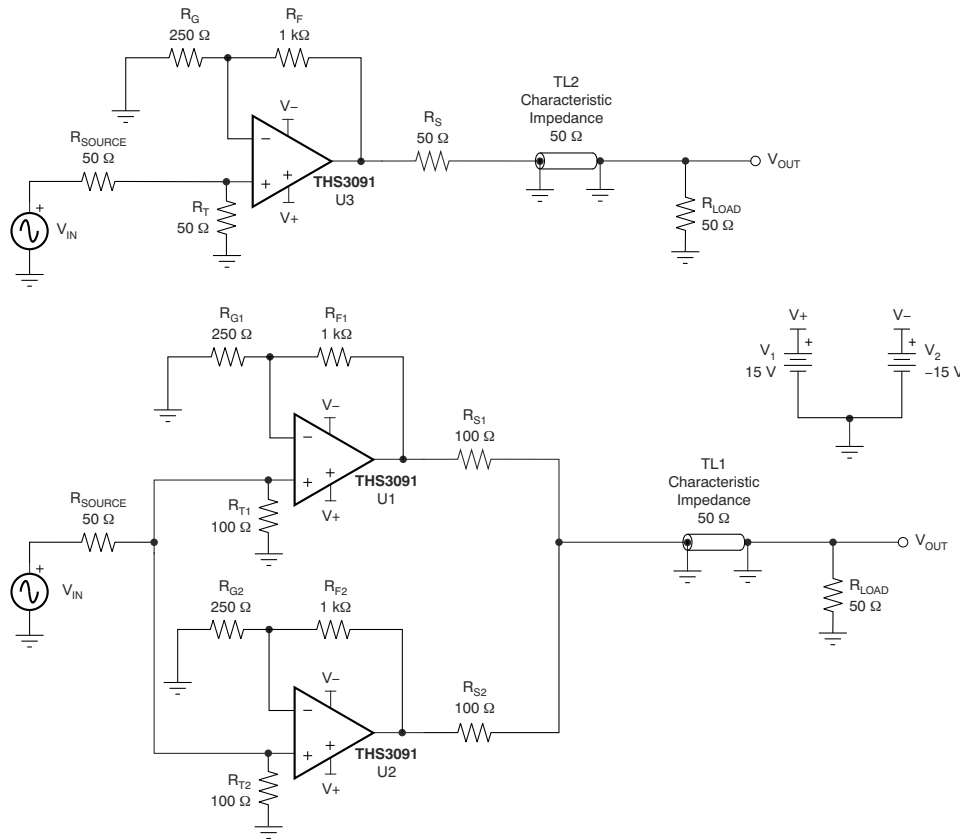 R_G
250 Ω
R_F
1 kΩ
V−
−
+
+
THS3091
U3
V+
R_SOURCE
50 Ω
+
V_IN
R_T
50 Ω
R_S
50 Ω
TL2
Characteristic
Impedance
50 Ω
V_OUT
R_LOAD
50 Ω
R_G1
250 Ω
R_F1
1 kΩ
V−
−
+
+
THS3091
U1
V+
R_S1
100 Ω
R_SOURCE
50 Ω
+
V_IN
R_T1
100 Ω
R_G2
250 Ω
R_F2
1 kΩ
V−
−
+
+
THS3091
U2
V+
R_S2
100 Ω
R_T2
100 Ω
V+
+
V_1
15 V
V−
+
V_2
−15 V
TL1
Characteristic
Impedance
50 Ω
V_OUT
R_LOAD
50 Ω